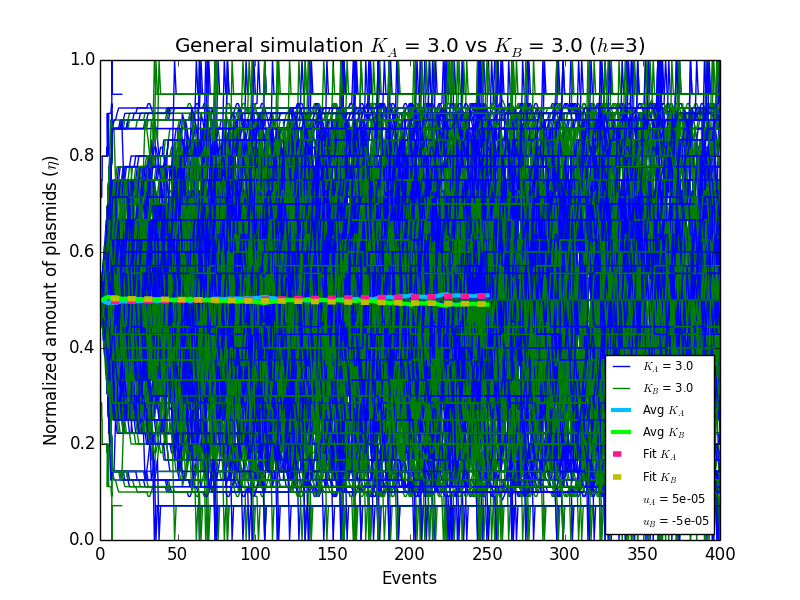 General simulation K_A = 3.0 vs K_B = 3.0 (h=3)
Normalized amount of plasmids (η)
1.0
0.8
0.6
0.4
0.2
0.0
K_A = 3.0
K_B = 3.0
Avg K_A
Avg K_B
Fit K_A
Fit K_B
u_A = 5e-05
u_B = -5e-05
0 50 100 150 200 250 300 350 400
Events